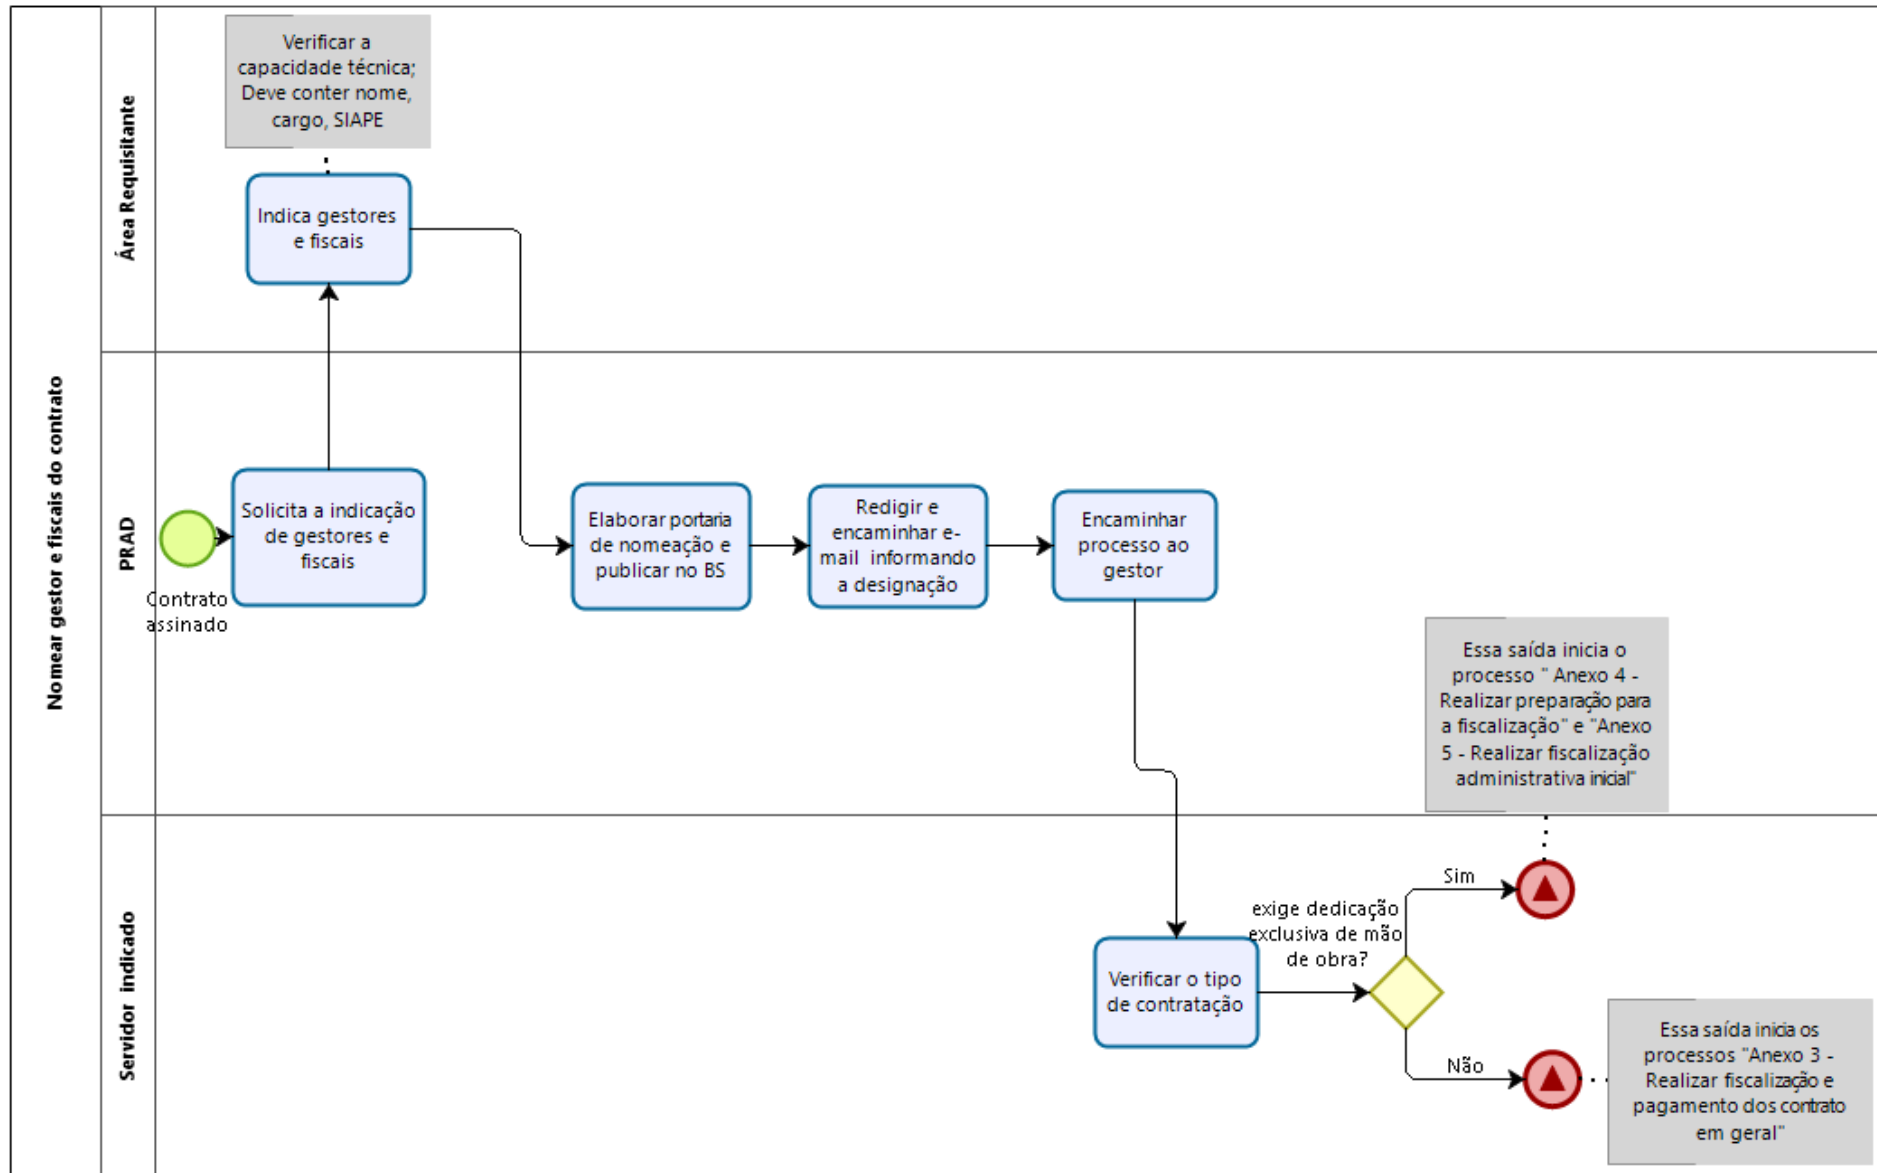 Nomear gestor e fiscais do contrato
Área Requisitante
Verificar a
capacidade técnica;
Deve conter nome,
cargo, SIAPE
Indica gestores
e fiscais
PRAD
Contrato
assinado
Solicita a indicação
de gestores e
fiscais
Elaborar portaria
de nomeação e
publicar no BS
Redigir e
encaminhar e-
mail informando
a designação
Encaminhar
processo ao
gestor
Essa saída inicia o
processo " Anexo 4 -
Realizar preparação para
a fiscalização" e "Anexo
5 - Realizar fiscalização
administrativa inicial"
Servidor indicado
Verificar o tipo
de contratação
exige dedicação
exclusiva de mão
de obra?
Sim
Não
Essa saída inicia os
processos "Anexo 3 -
Realizar fiscalização e
pagamento dos contrato
em geral"